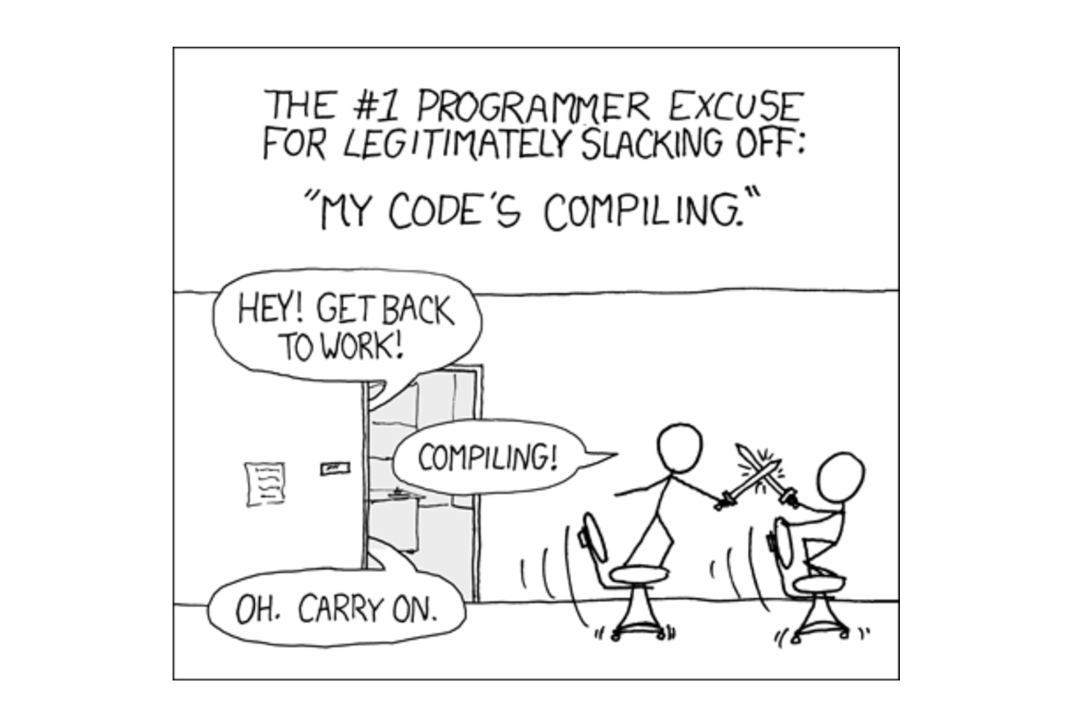 THE #1 PROGRAMMER EXCUSE
FOR LEGITIMATELY SLACKING OFF:
"MY CODE'S COMPILING."
HEY! GET BACK
TO WORK!
COMPILING!
OH. CARRY ON.